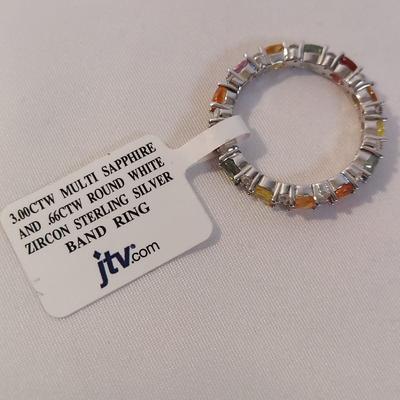 3.00CTW MULTI SAPPHIRE
AND .66CTW ROUND WHITE
ZIRCON STERLING SILVER
BAND RING
jtv.com